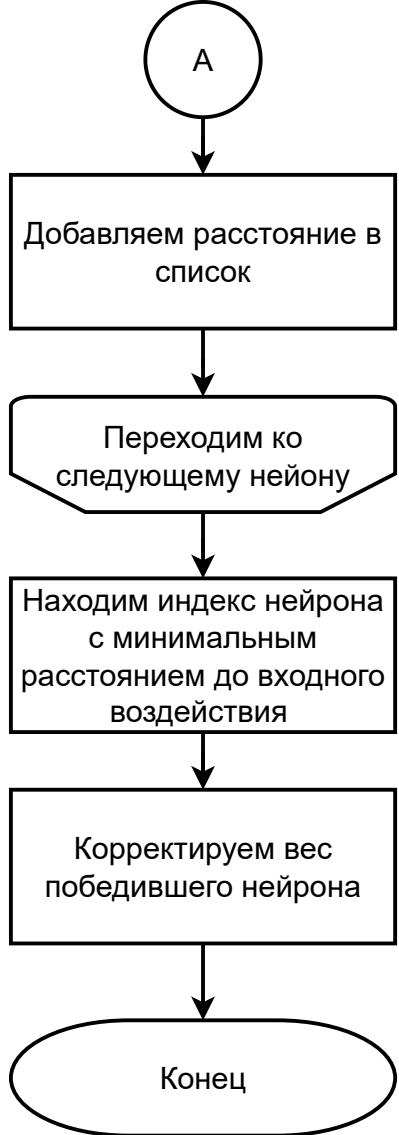 А
Добавляем расстояние в
список
Переходим ко
следующему нейону
Находим индекс нейрона
с минимальным
расстоянием до входного
воздействия
Корректируем вес
победившего нейрона
Конец